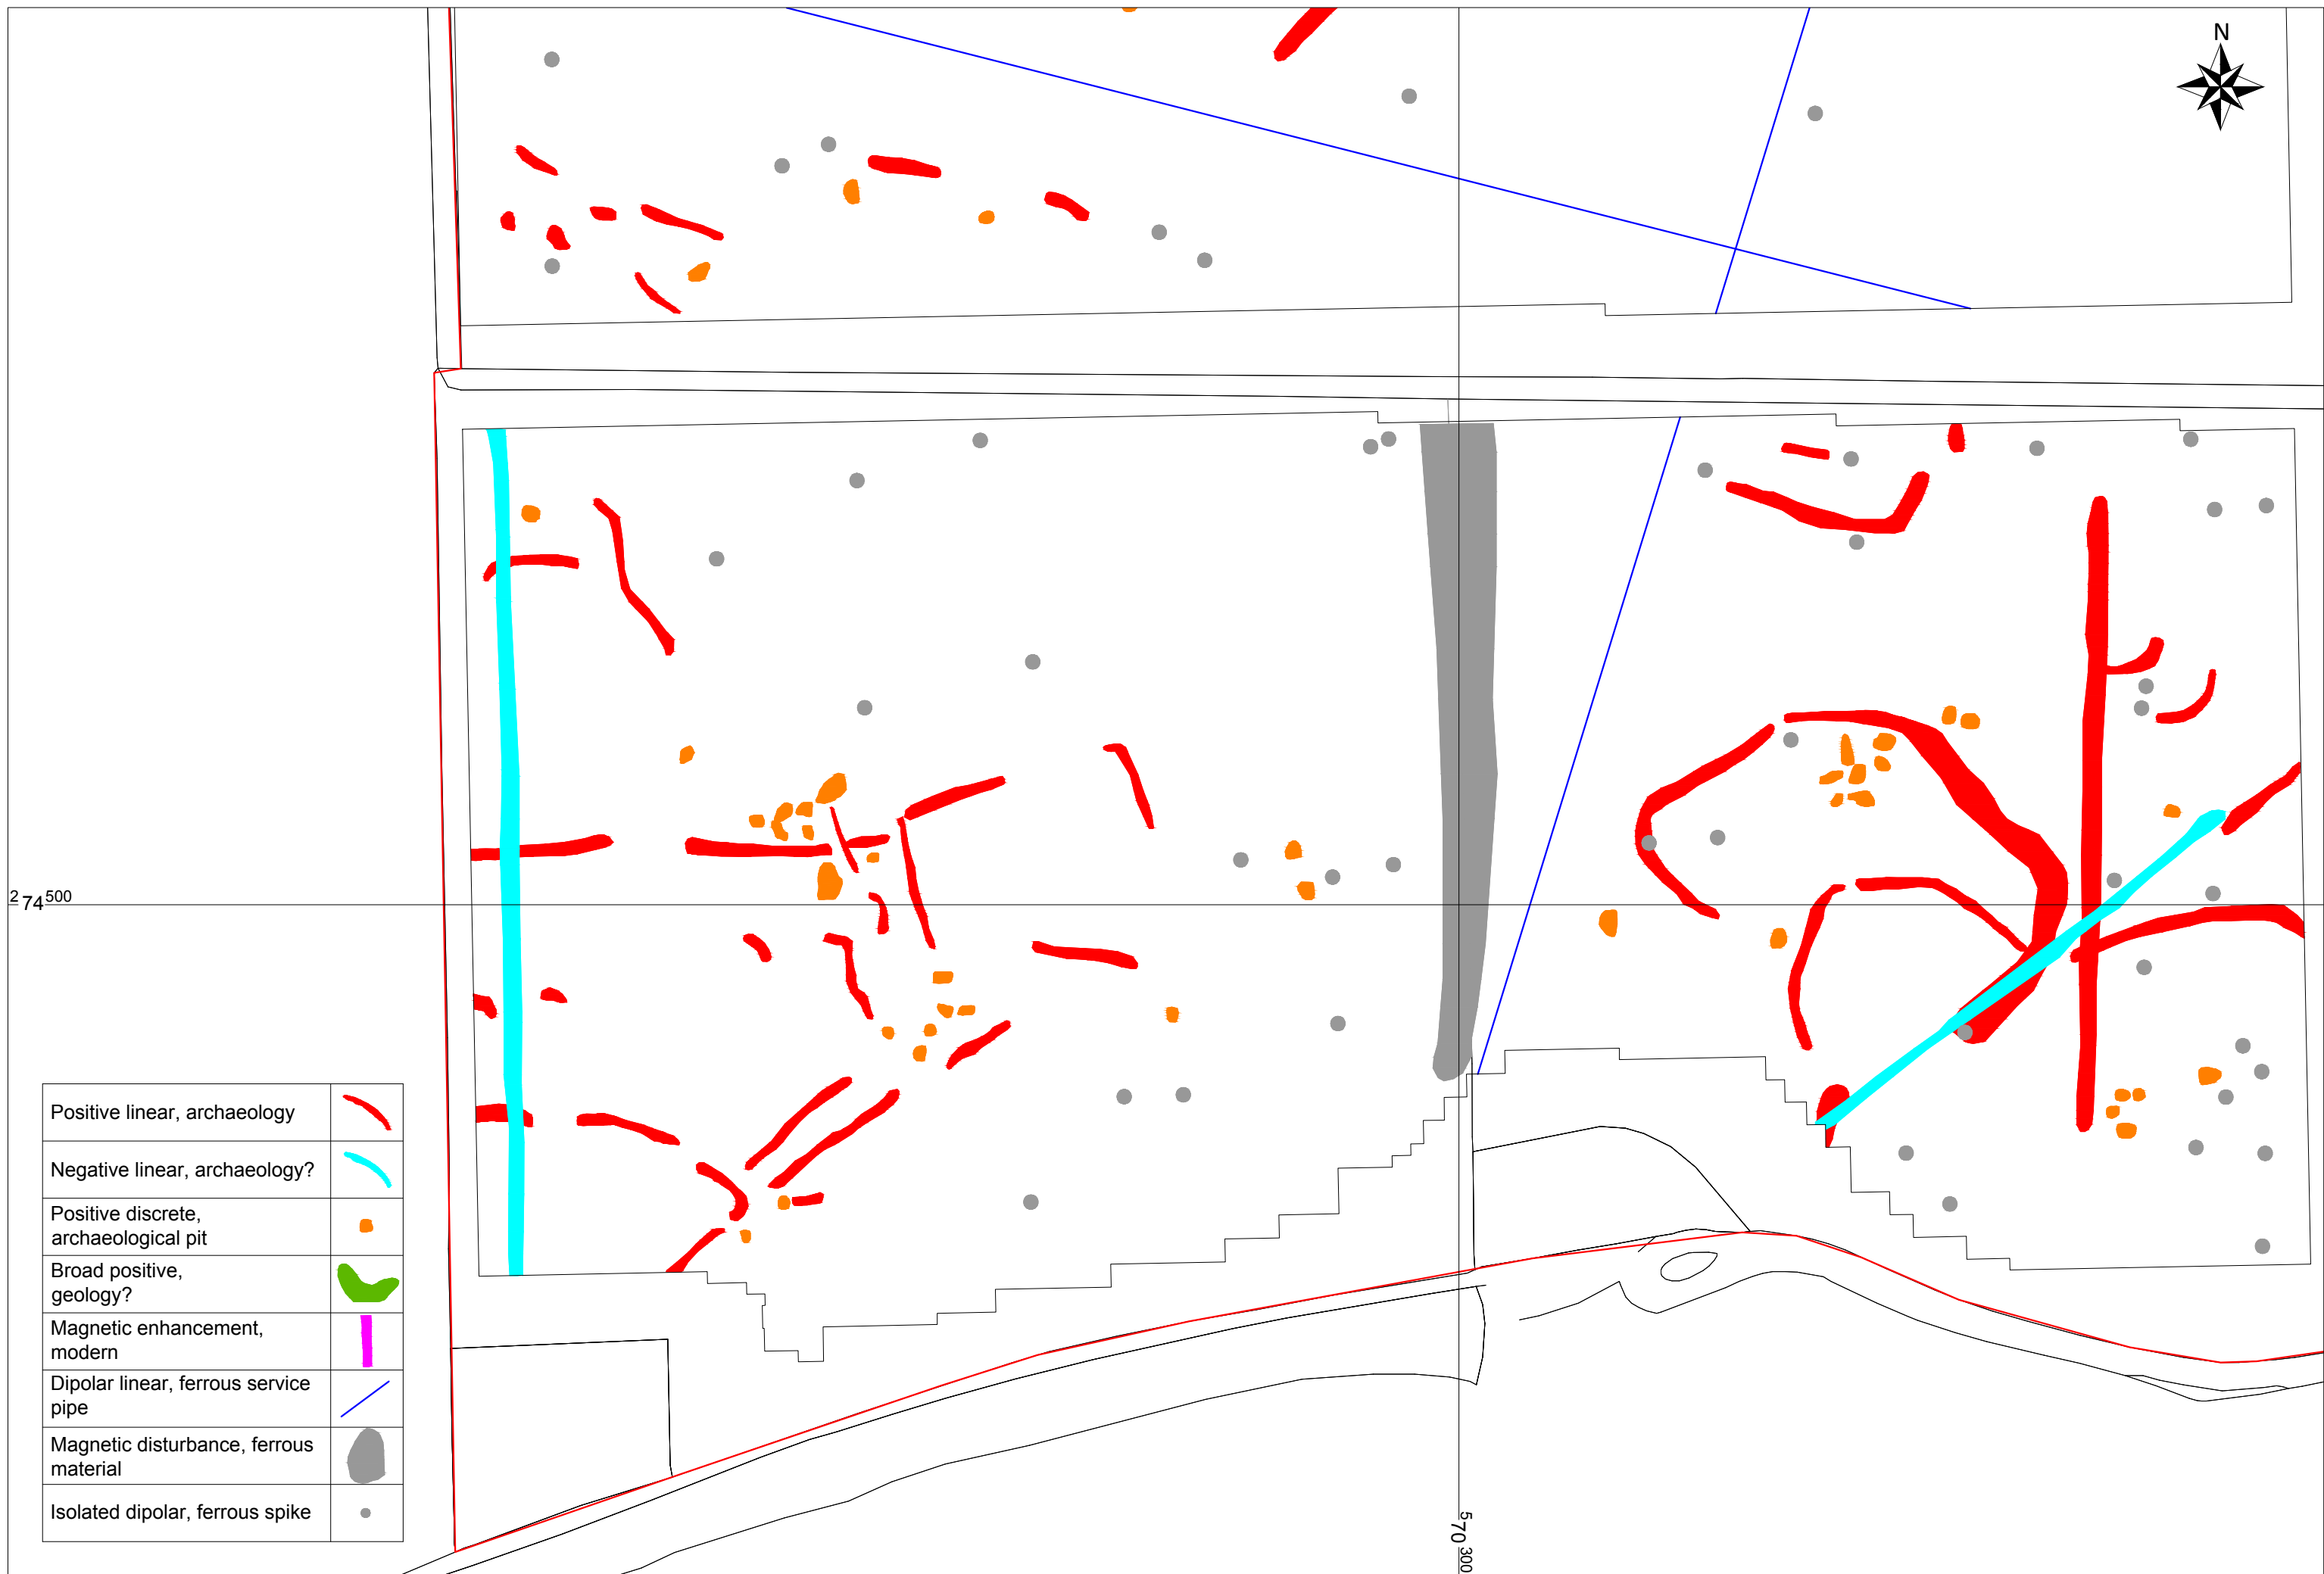 N
2 74 500
Positive linear, archaeology
Negative linear, archaeology?
Positive discrete,
archaeological pit
Broad positive,
geology?
Magnetic enhancement,
modern
Dipolar linear, ferrous service
pipe
Magnetic disturbance, ferrous
material
Isolated dipolar, ferrous spike
5 70 300